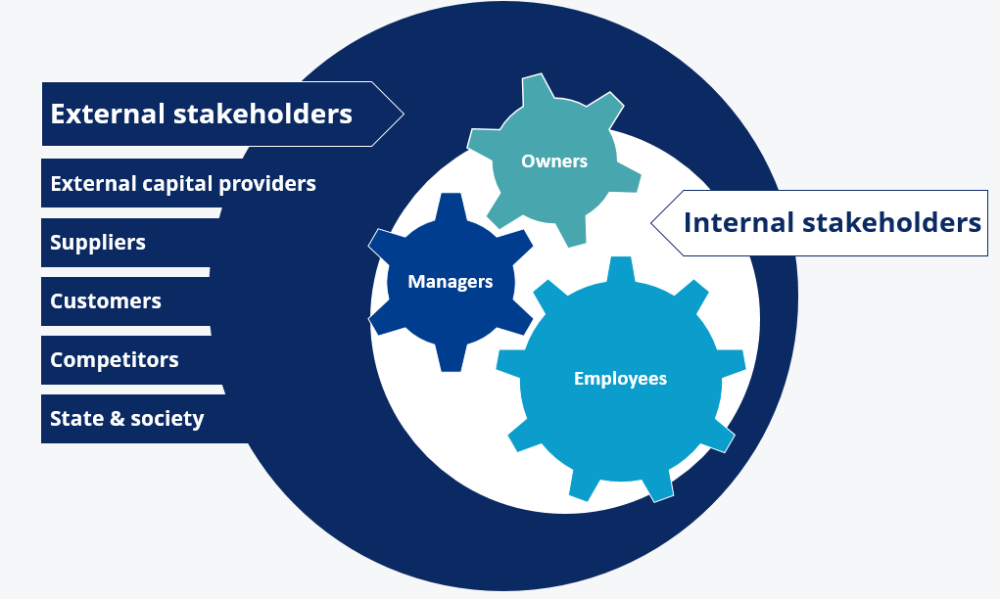 External stakeholders
External capital providers
Suppliers
Customers
Competitors
State & society
Owners
Managers
Employees
Internal stakeholders